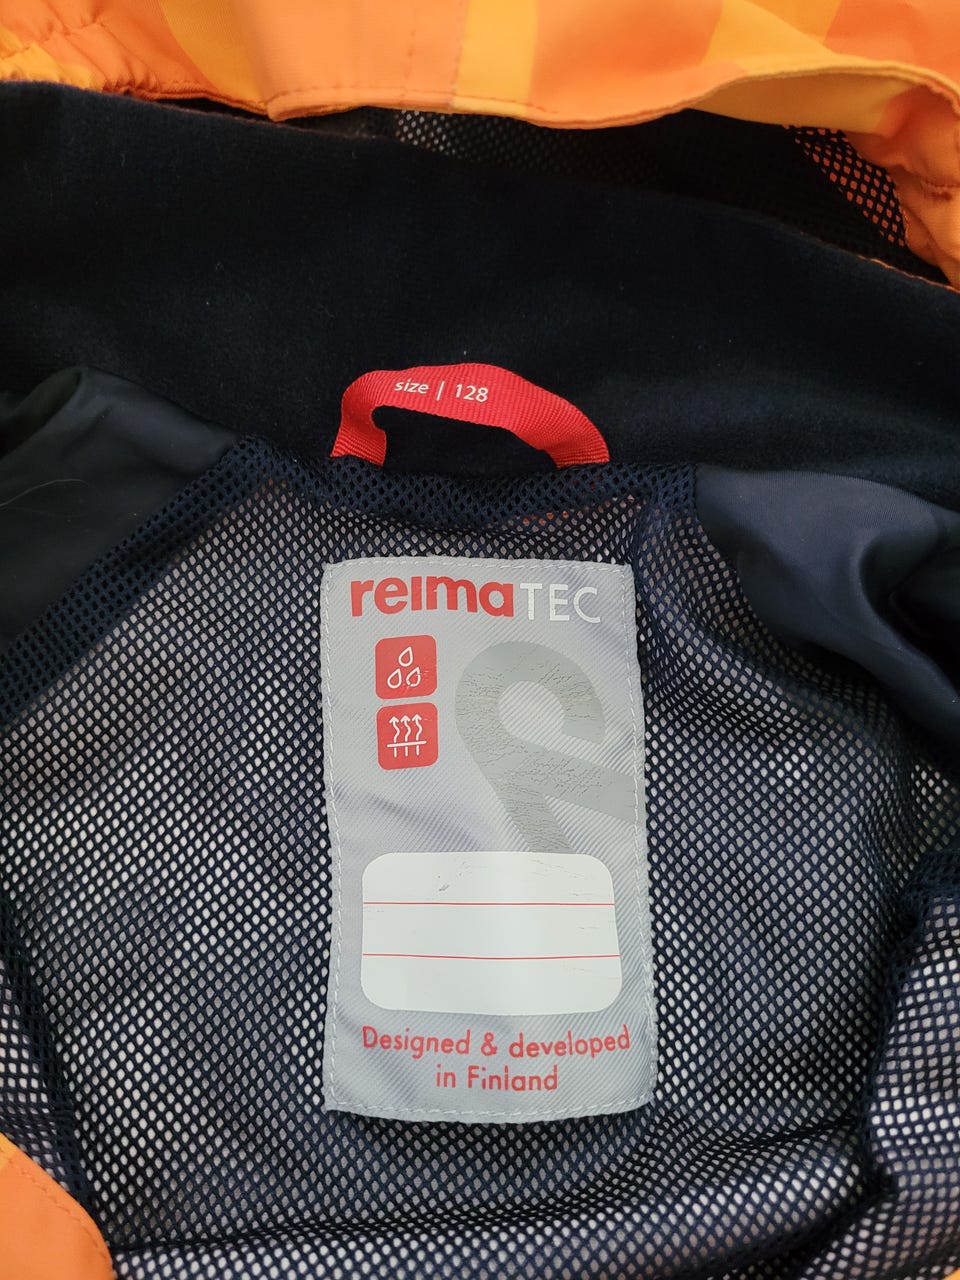 size | 128
reimaTEC
Designed & developed
in Finland